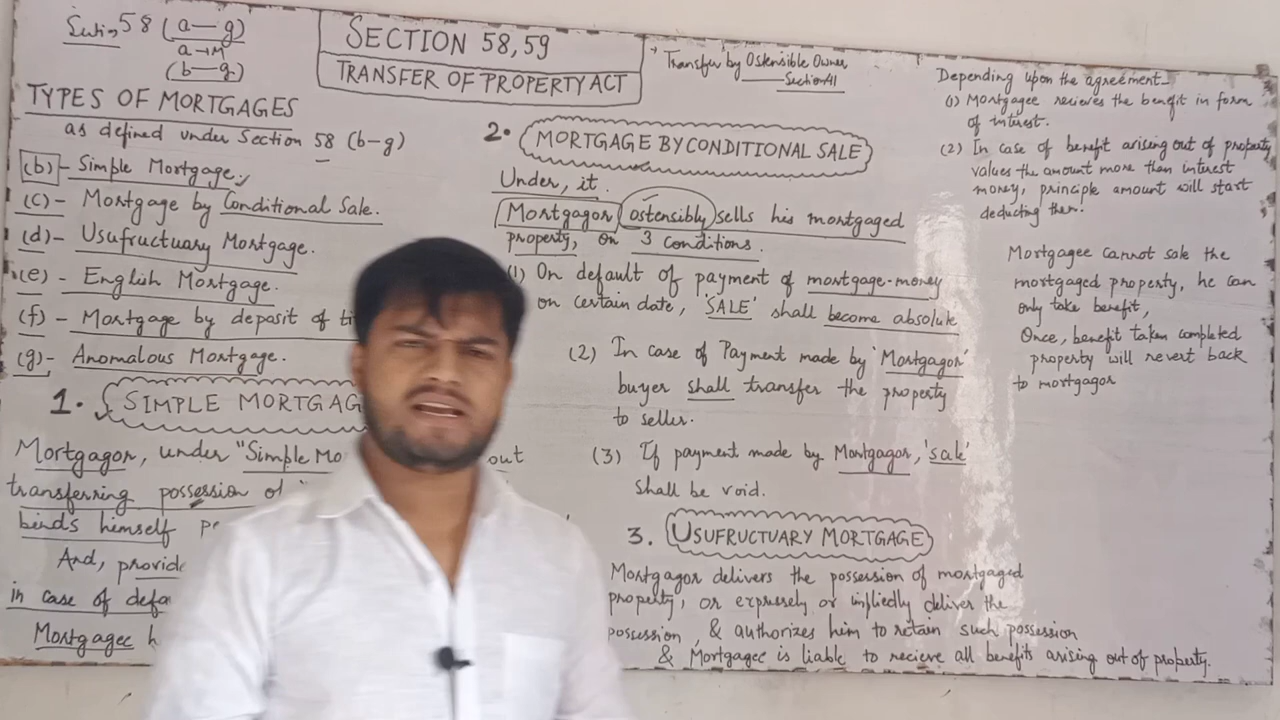 Section 58 (a—g)
a→M
(b—g)
SECTION 58,59
TRANSFER OF PROPERTY ACT
Transfer by Ostensible Owner
Section 41
TYPES OF MORTGAGES
as defined under Section 58 (b-g)
(b)- Simple Mortgage.
(c)- Mortgage by Conditional Sale.
(d)- Usufructuary Mortgage.
(e)- English Mortgage.
(f)- Mortgage by deposit of
(g)- Anomalous Mortgage.
1. SIMPLE
Mortgagor, under "Simple out
transferring possession of
binds himself
And,
in case of
Mortgagee
2. MORTGAGE BY CONDITIONAL SALE
Under, it.
Mortgagor ostensibly sells his mortgaged
property, on 3 conditions.
(1) On default of payment of mortgage-money
on certain date, 'SALE' shall become absolute
(2) In case of Payment made by 'Mortgagor'
buyer shall transfer the property
to seller.
(3) If payment made by Mortgagor, 'sale'
shall be void.
3. USUFRUCTUARY MORTGAGE
Mortgagor delivers the possession of mortgaged
property, or expressly or impliedly deliver the
possession, & authorizes him to retain such possession
& Mortgagee is liable to recieve all benefits arising out of property.
Depending upon the agreement-
(1) Mortgagee recieves the benefit in form
of interest.
(2) In case of benefit arising out of property
values the amount more than interest
money, principle amount will start
deducting then.
Mortgagee cannot sale the
mortgaged property, he can
only take benefit,
Once, benefit taken completed
property will revert back
to mortgagor